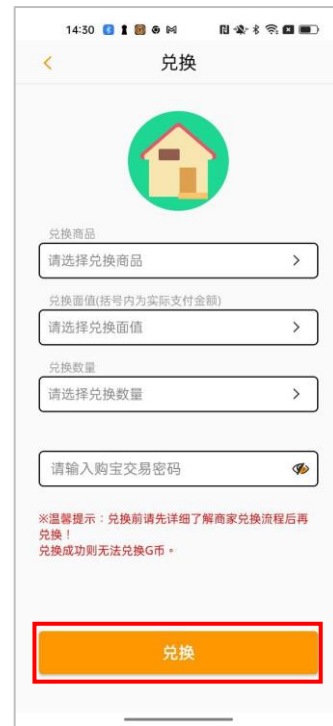 14:30
兑换
兑换商品
请选择兑换商品
兑换面值(括号内为实际支付金额)
请选择兑换面值
兑换数量
请选择兑换数量
请输入购宝交易密码
※温馨提示：兑换前请先详细了解商家兑换流程后再
兑换！
兑换成功则无法兑换G币。
兑换